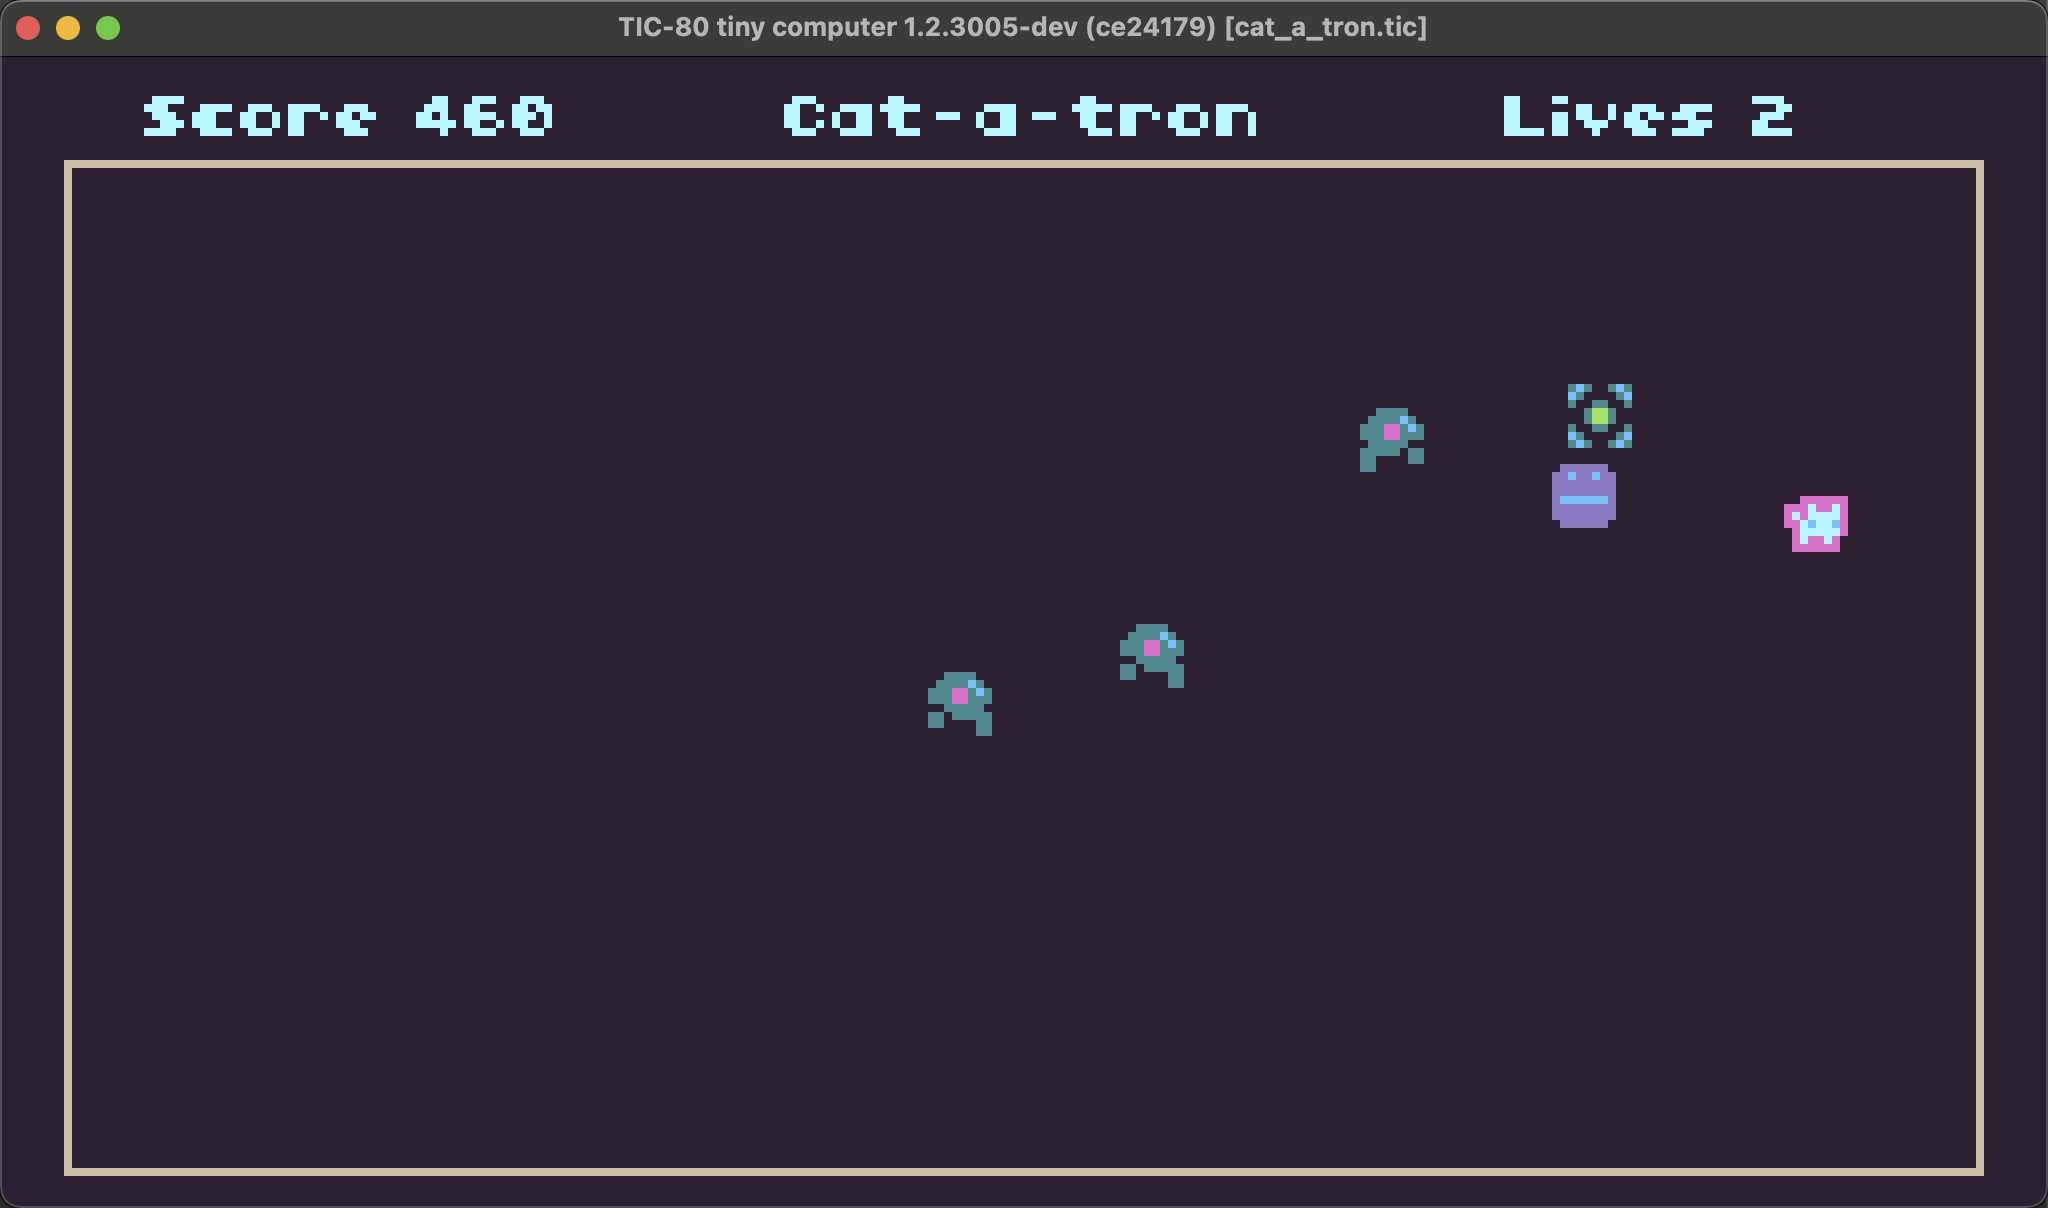 TIC-80 tiny computer 1.2.3005-dev (ce24179) [cat_a_tron.tic]
Score 460 Cat-a-tron Lives 2